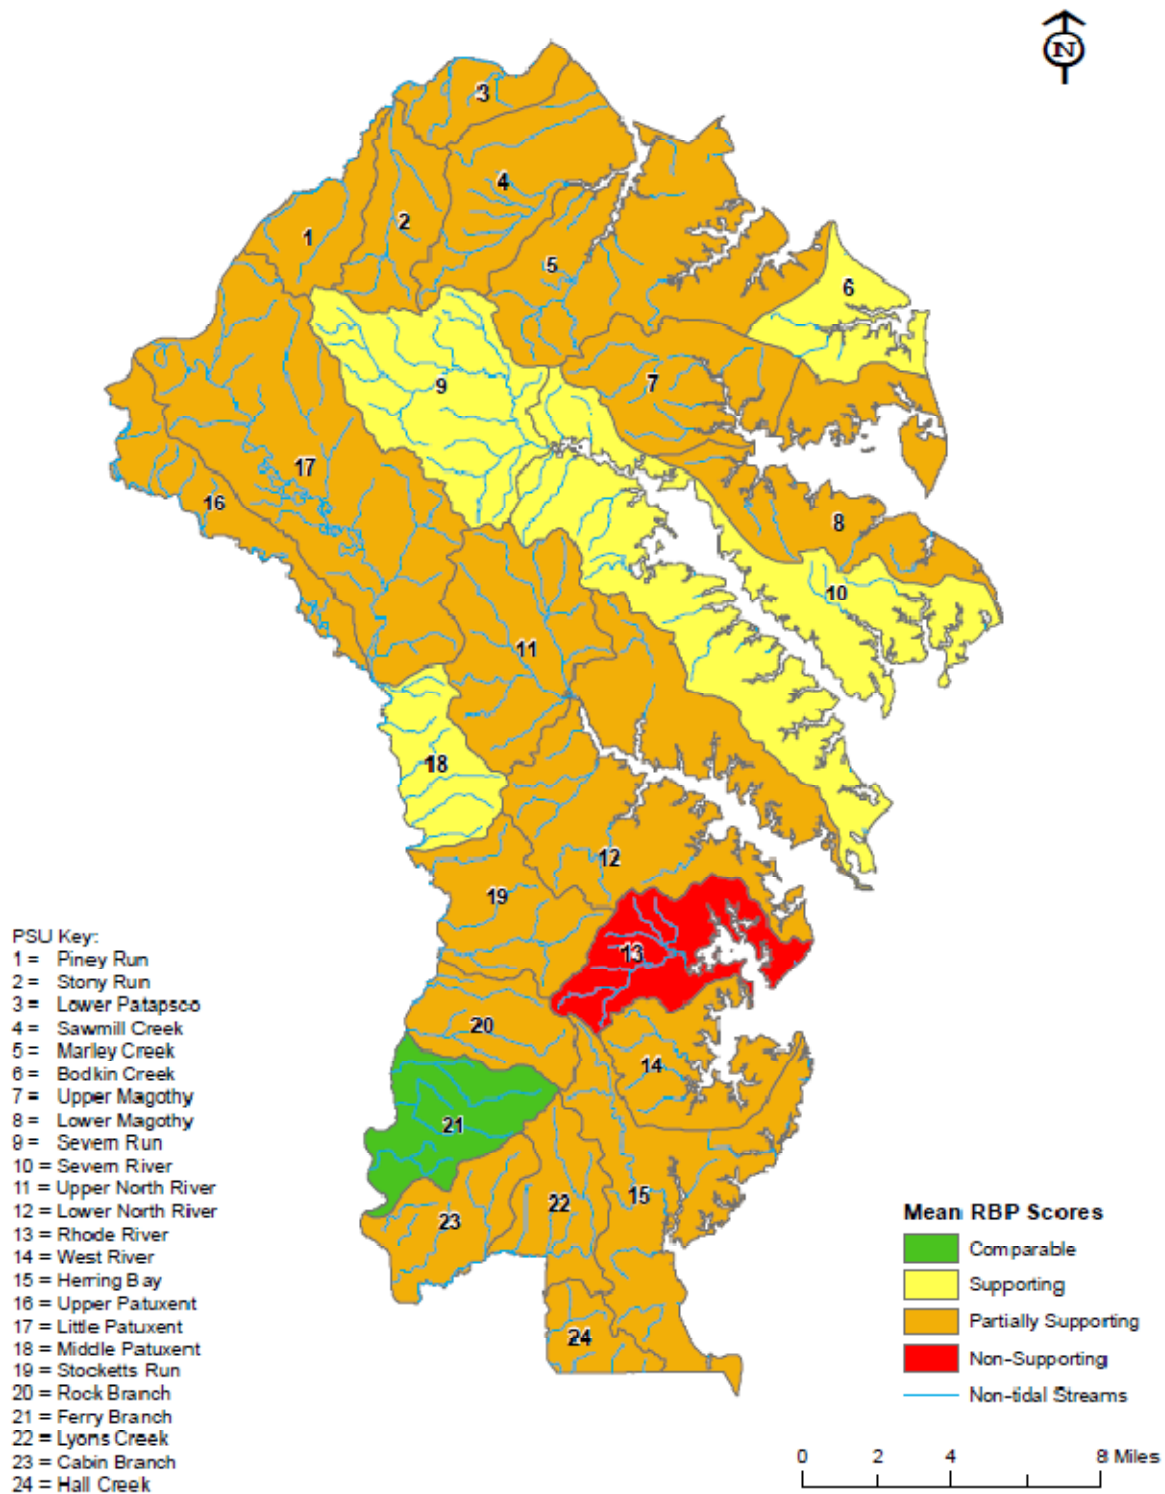 N
3
4
2
1
5
6
9
7
17
16
8
10
11
18
12
19
13
20
14
21
15
22
23
24
PSU Key:
1 = Piney Run
2 = Stony Run
3 = Lower Patapsco
4 = Sawmill Creek
5 = Marley Creek
6 = Bodkin Creek
7 = Upper Magothy
8 = Lower Magothy
9 = Severn Run
10 = Severn River
11 = Upper North River
12 = Lower North River
13 = Rhode River
14 = West River
15 = Herring Bay
16 = Upper Patuxent
17 = Little Patuxent
18 = Middle Patuxent
19 = Stocketts Run
20 = Rock Branch
21 = Ferry Branch
22 = Lyons Creek
23 = Cabin Branch
24 = Hall Creek
Mean RBP Scores
Comparable
Supporting
Partially Supporting
Non-Supporting
Non-tidal Streams
0 2 4 8 Miles